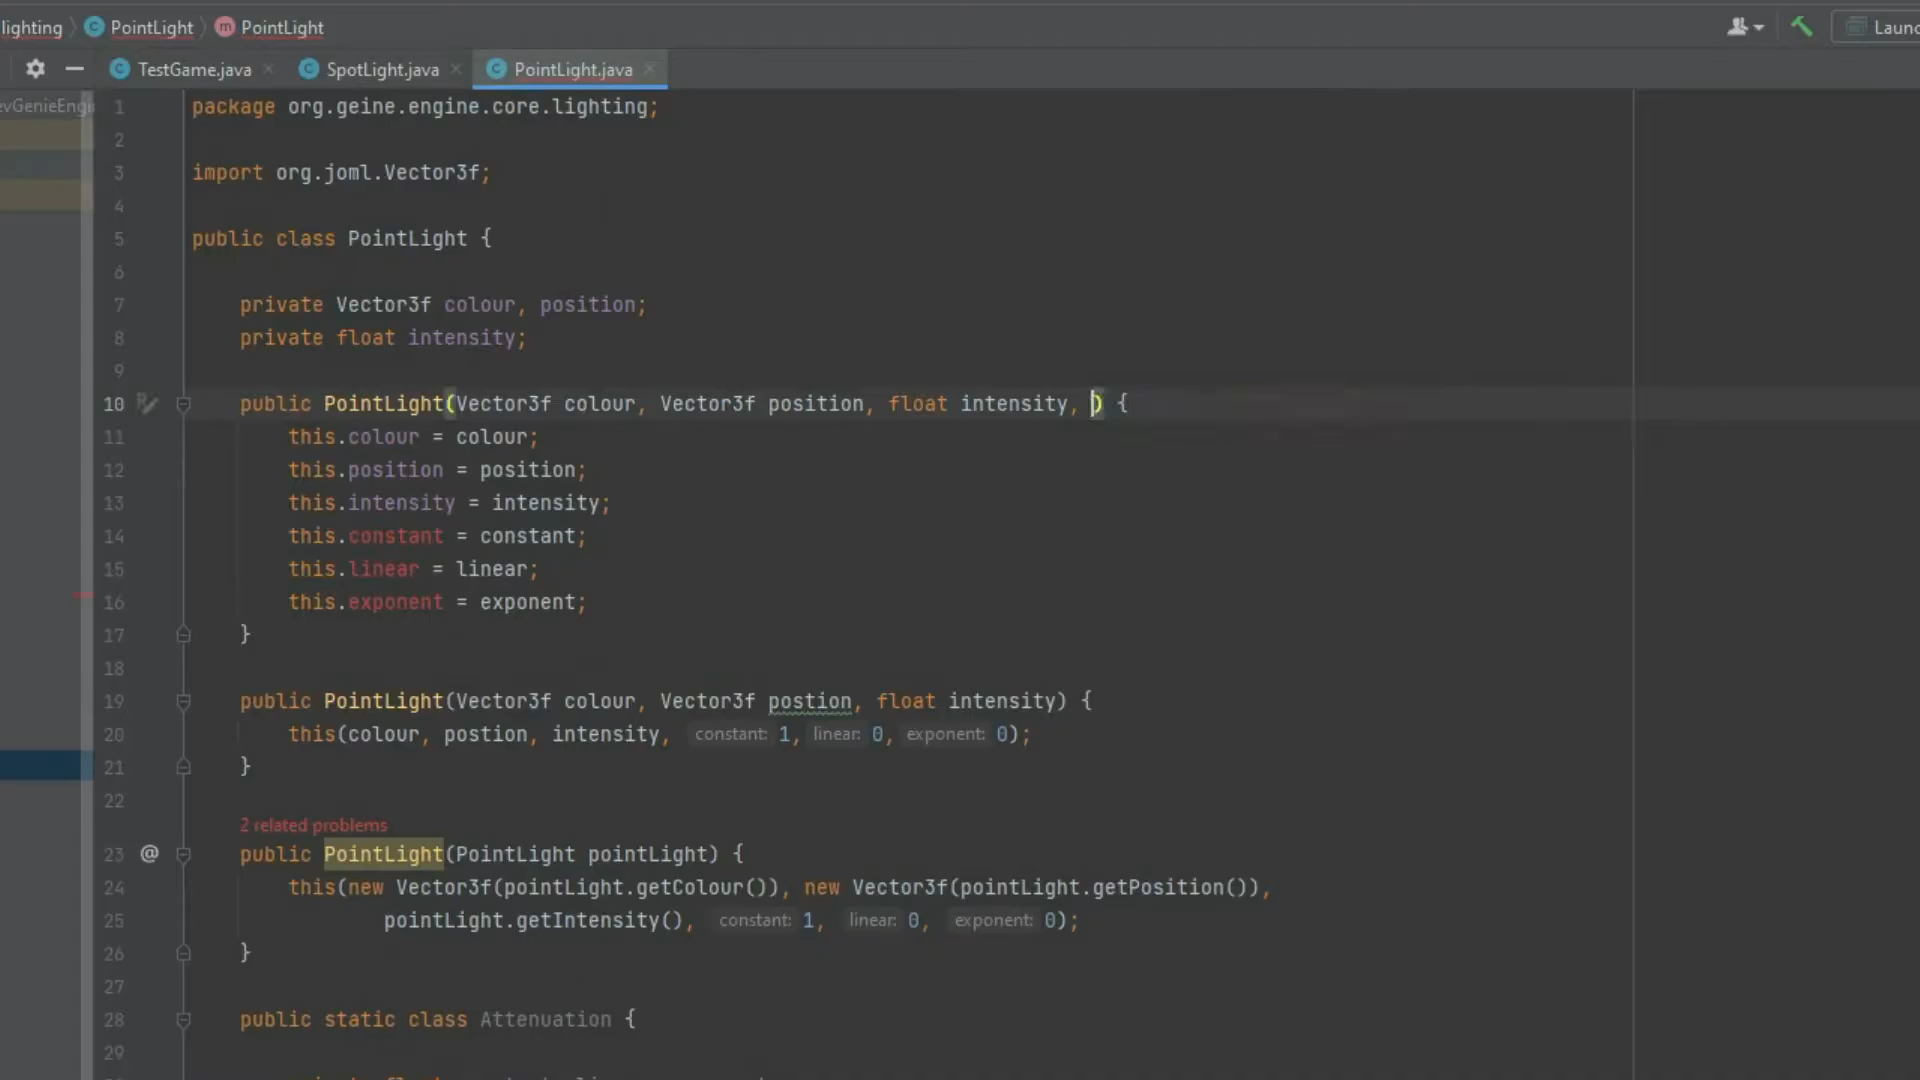 lighting PointLight m PointLight Laun
TestGame.java SpotLight.java PointLight.java
evGenieEngi
1 package org.geine.engine.core.lighting;
2
3 import org.joml.Vector3f;
4
5 public class PointLight {
6
7 private Vector3f colour, position;
8 private float intensity;
9
10 public PointLight(Vector3f colour, Vector3f position, float intensity, ) {
11 this.colour = colour;
12 this.position = position;
13 this.intensity = intensity;
14 this.constant = constant;
15 this.linear = linear;
16 this.exponent = exponent;
17 }
18
19 public PointLight(Vector3f colour, Vector3f postion, float intensity) {
20 this(colour, postion, intensity, constant: 1, linear: 0, exponent: 0);
21 }
22
2 related problems
23 @ public PointLight(PointLight pointLight) {
24 this(new Vector3f(pointLight.getColour()), new Vector3f(pointLight.getPosition()),
25 pointLight.getIntensity(), constant: 1, linear: 0, exponent: 0);
26 }
27
28 public static class Attenuation {
29